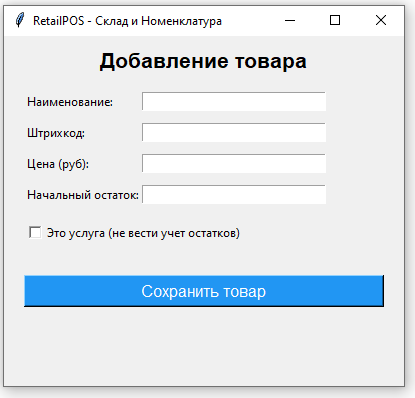 RetailPOS - Склад и Номенклатура
Добавление товара
Наименование:
Штрихкод:
Цена (руб):
Начальный остаток:
Это услуга (не вести учет остатков)
Сохранить товар